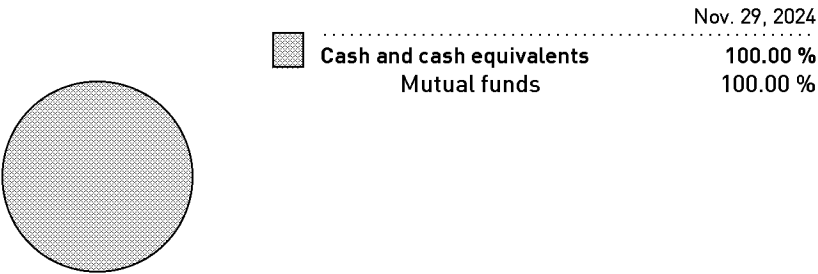 Nov. 29, 2024
Cash and cash equivalents 100.00 %
Mutual funds 100.00 %